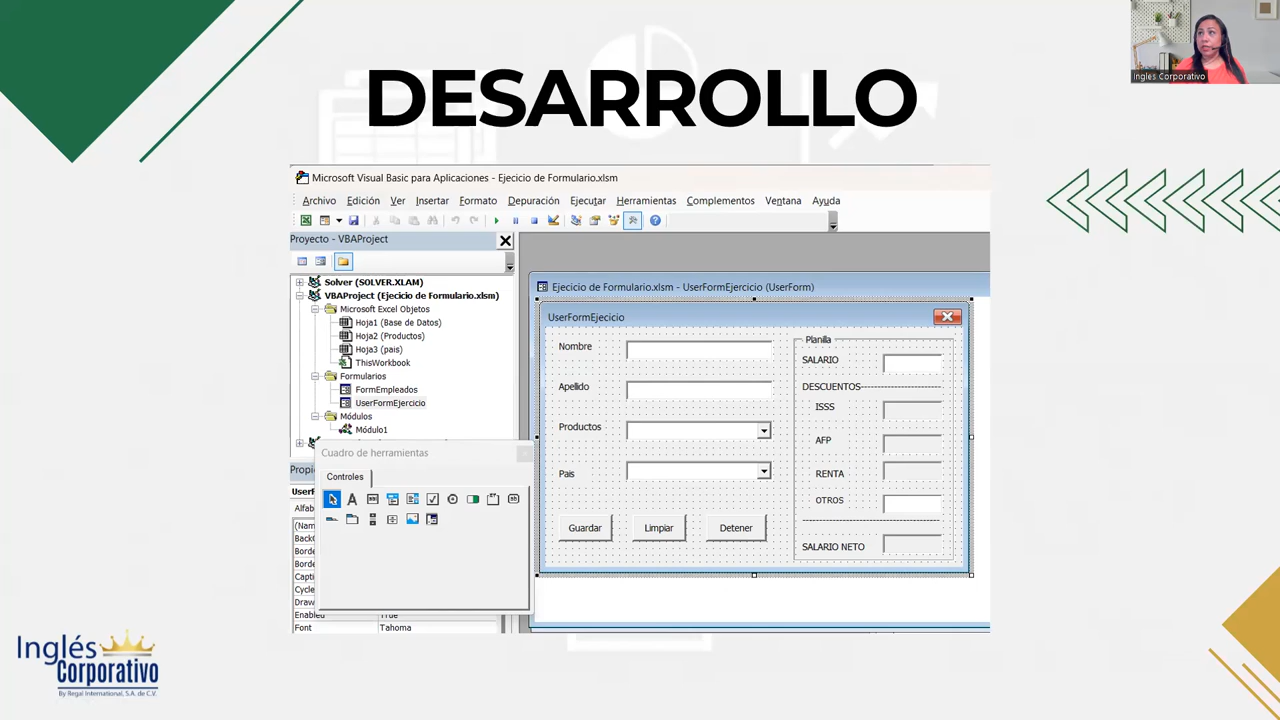 Inglés Corporativo
DESARROLLO
Microsoft Visual Basic para Aplicaciones - Ejecicio de Formulario.xlsm
Archivo Edición Ver Insertar Formato Depuración Ejecutar Herramientas Complementos Ventana Ayuda
Proyecto - VBAProject
Solver (SOLVER.XLAM)
VBAProject (Ejecicio de Formulario.xlsm)
Microsoft Excel Objetos
Hoja1 (Base de Datos)
Hoja2 (Productos)
Hoja3 (pais)
ThisWorkbook
Formularios
FormEmpleados
UserFormEjercicio
Módulos
Módulo1
Cuadro de herramientas
Controles
Enabled True
Font Tahoma
Ejecicio de Formulario.xlsm - UserFormEjercicio (UserForm)
UserFormEjecicio
Nombre
Apellido
Productos
Pais
Guardar Limpiar Detener
Planilla
SALARIO
DESCUENTOS
ISSS
AFP
RENTA
OTROS
SALARIO NETO
Inglés
Corporativo
By Regal International, S.A. de C.V.